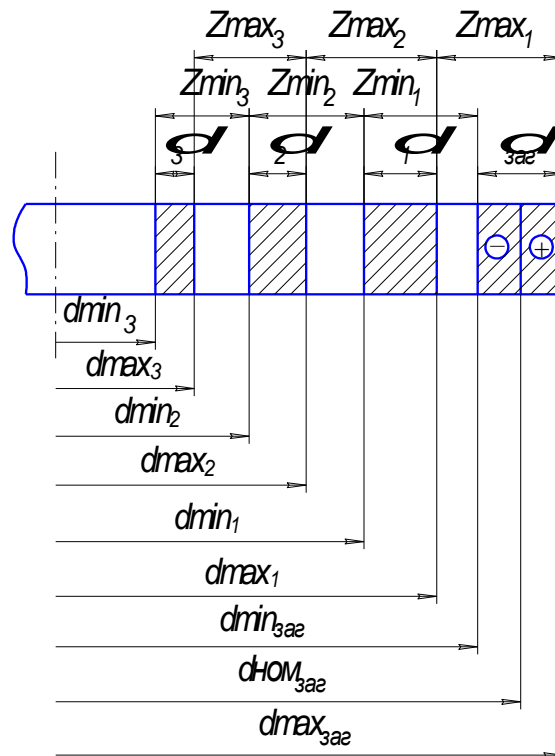 Zmax3 Zmax2 Zmax1
Zmin3 Zmin2 Zmin1
d3 d2 d1 dзаг
− +
dmin3
dmax3
dmin2
dmax2
dmin1
dmax1
dminзаг
dномзаг
dmaxзаг